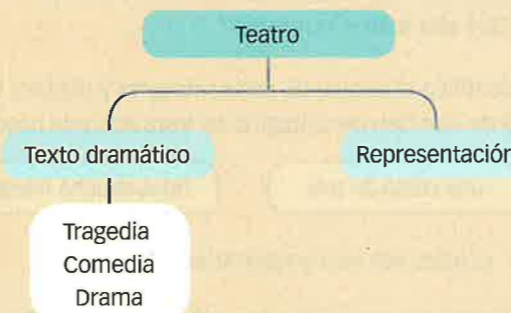 Teatro
Texto dramático
Representación
Tragedia
Comedia
Drama